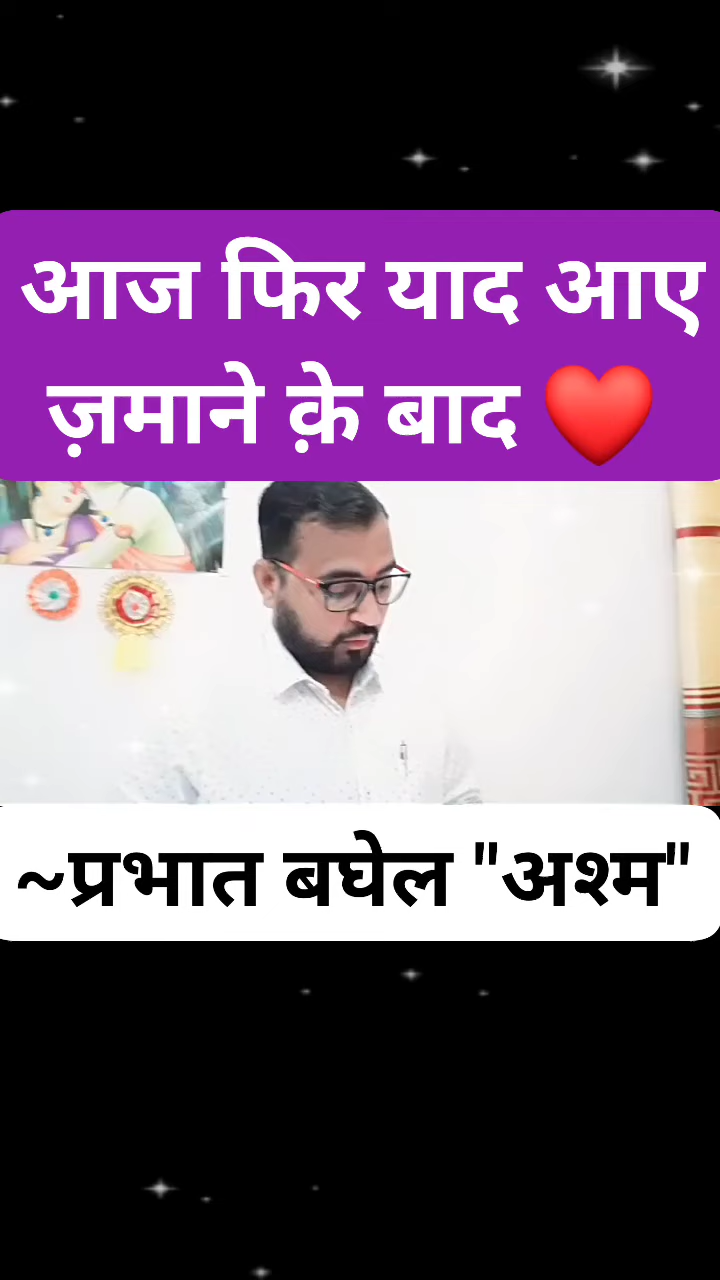 आज फिर याद आए
ज़माने क़े बाद ❤️
~प्रभात बघेल "अश्म"